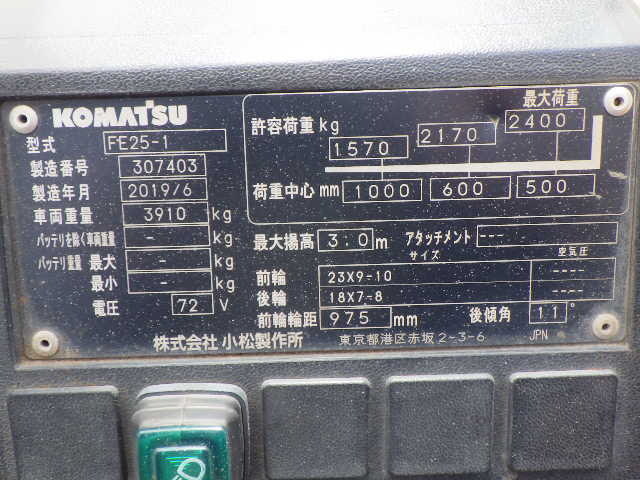 KOMATSU
型式 FE25-1
製造番号 307403
製造年月 2019/6
車両重量 3910 kg
バッテリを除く車両重量 - kg
バッテリ重量 最大 - kg
最小 - kg
電圧 72 V
最大荷重
許容荷重 kg 1570 2170 2400
荷重中心 mm 1000 600 500
最大揚高 3:0 m アタッチメント ---
サイズ 空気圧
前輪 23X9-10 ----
後輪 18X7-8 ----
前輪輪距 975 mm 後傾角 11°
株式会社 小松製作所 東京都港区赤坂2-3-6 JPN